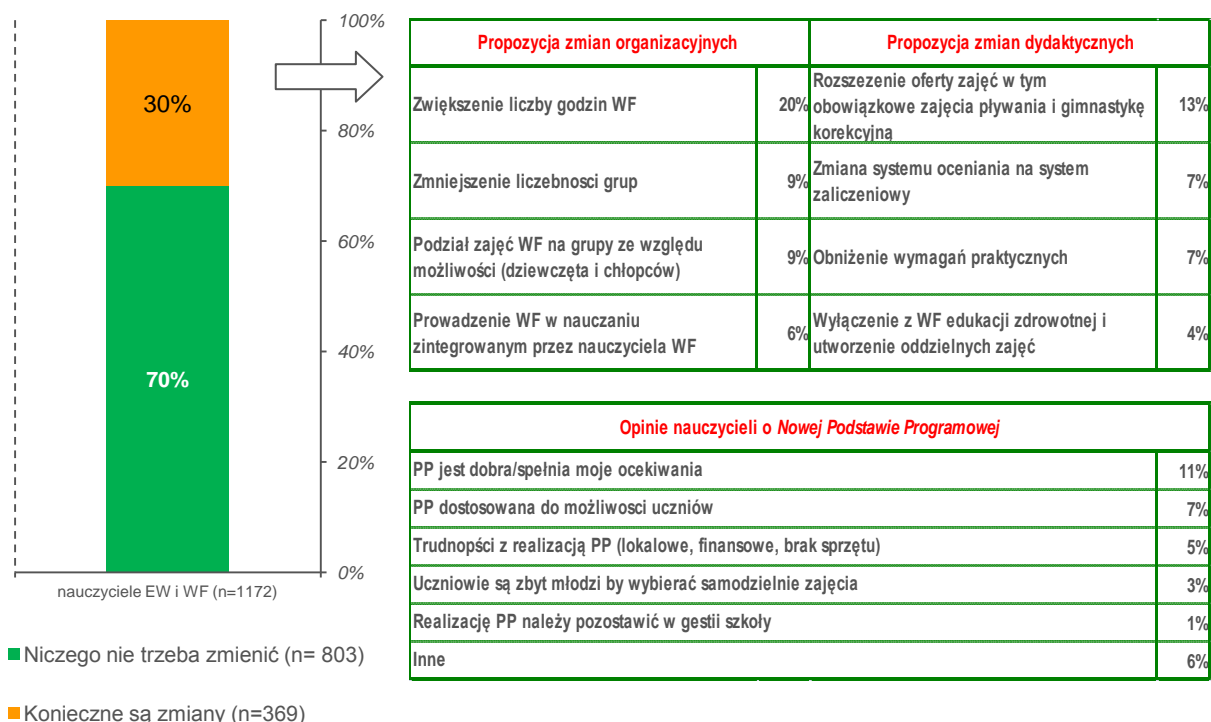 100%
80%
60%
40%
20%
0%
30%
70%
nauczyciele EW i WF (n=1172)
Niczego nie trzeba zmienić (n= 803)
Konieczne są zmiany (n=369)
Propozycja zmian organizacyjnych
Propozycja zmian dydaktycznych
Zwiększenie liczby godzin WF
20%
Rozszezenie oferty zajęć w tym
obowiązkowe zajęcia pływania i gimnastykę
korekcyjną
13%
Zmniejszenie liczebnosci grup
9%
Zmiana systemu oceniania na system
zaliczeniowy
7%
Podział zajęć WF na grupy ze względu
możliwości (dziewczęta i chłopców)
9%
Obniżenie wymagań praktycznych
7%
Prowadzenie WF w nauczaniu
zintegrowanym przez nauczyciela WF
6%
Wyłączenie z WF edukacji zdrowotnej i
utworzenie oddzielnych zajęć
4%
Opinie nauczycieli o Nowej Podstawie Programowej
PP jest dobra/spełnia moje ocekiwania
11%
PP dostosowana do możliwosci uczniów
7%
Trudnopści z realizacją PP (lokalowe, finansowe, brak sprzętu)
5%
Uczniowie są zbyt młodzi by wybierać samodzielnie zajęcia
3%
Realizację PP należy pozostawić w gestii szkoły
1%
Inne
6%